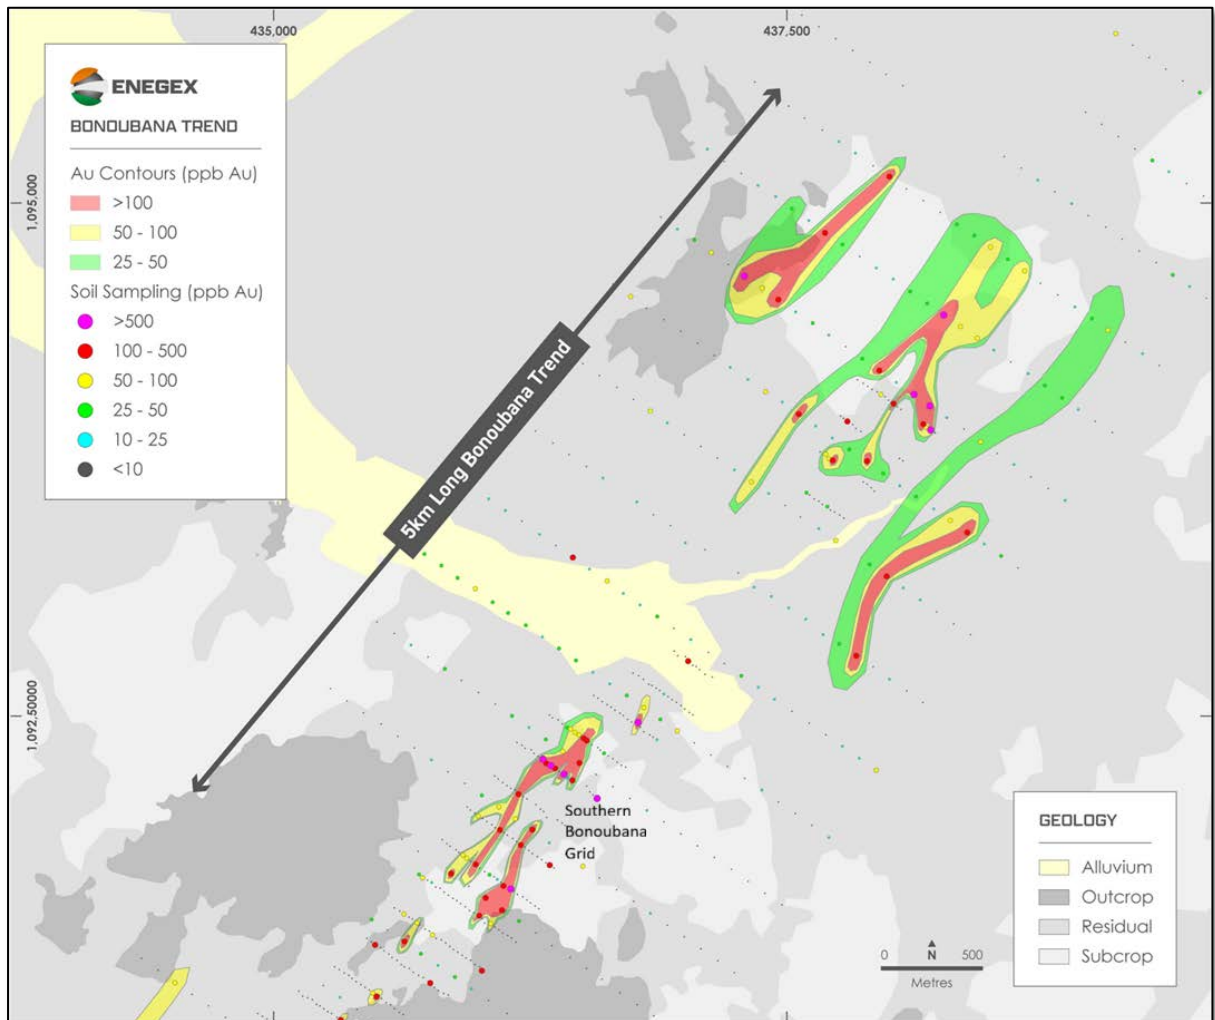 435,000
437,500
ENEGEX
BONOUBANA TREND
Au Contours (ppb Au)
>100
50 - 100
25 - 50
Soil Sampling (ppb Au)
>500
100 - 500
50 - 100
25 - 50
10 - 25
<10
1,095,000
5km Long Bonoubana Trend
1,092,50000
Southern
Bonoubana
Grid
GEOLOGY
Alluvium
Outcrop
Residual
Subcrop
0 N 500
Metres